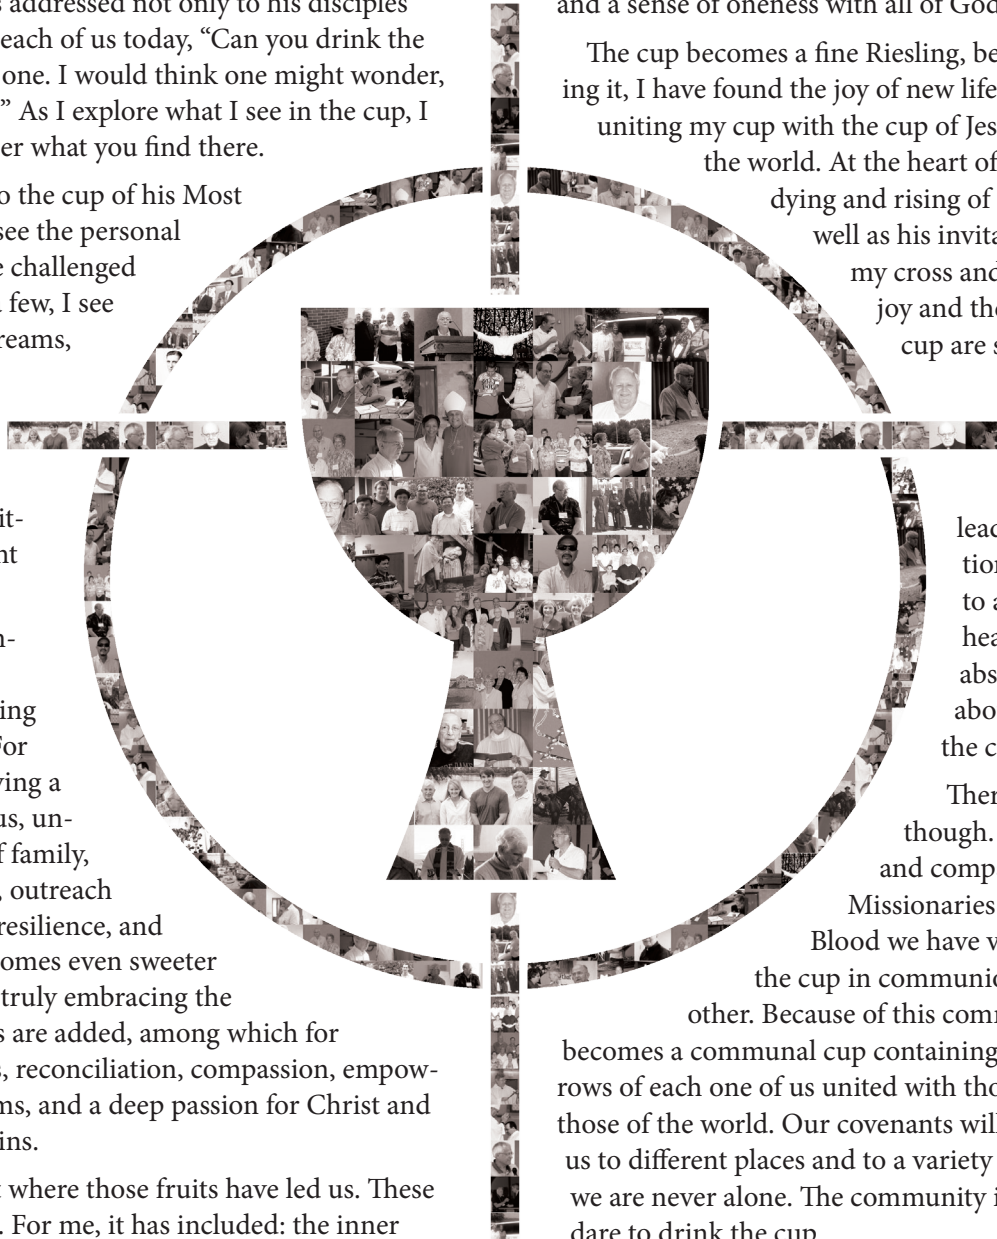 s addressed not only to his disciples
each of us today, “Can you drink the
one. I would think one might wonder,
” As I explore what I see in the cup, I
er what you find there.
o the cup of his Most
see the personal
e challenged
few, I see
reams,
it-
nt
n-
ing
For
ving a
us, un-
f family,
, outreach
resilience, and
omes even sweeter
truly embracing the
s are added, among which for
s, reconciliation, compassion, empow-
ms, and a deep passion for Christ and
ins.
t where those fruits have led us. These
. For me, it has included: the inner
and a sense of oneness with all of God
The cup becomes a fine Riesling, be
ing it, I have found the joy of new life
uniting my cup with the cup of Jes
the world. At the heart of
dying and rising of
well as his invita
my cross and
joy and the
cup are s
lead
tion
to a
hea
abs
abo
the c
Ther
though.
and comp
Missionaries
Blood we have v
the cup in communio
other. Because of this com
becomes a communal cup containing
rows of each one of us united with tho
those of the world. Our covenants will
us to different places and to a variety
we are never alone. The community i
dare to drink the cup